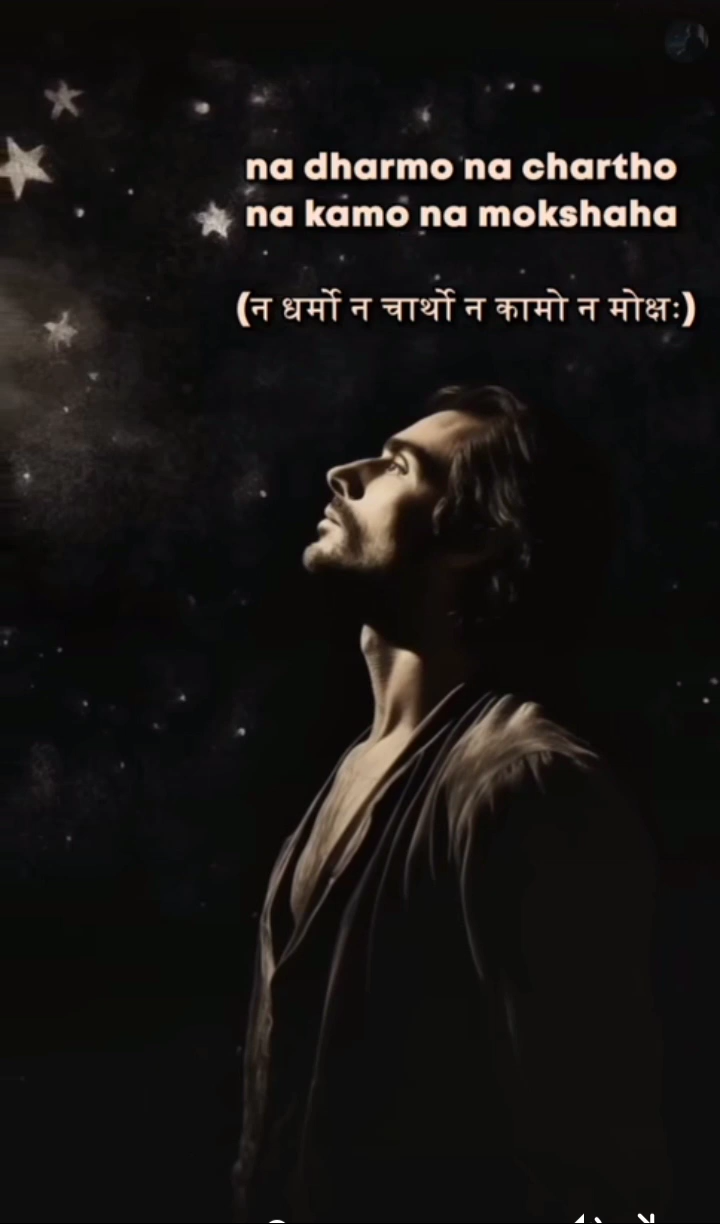 na dharmo na chartho
na kamo na mokshaha
(न धर्मो न चार्थो न कामो न मोक्षः)